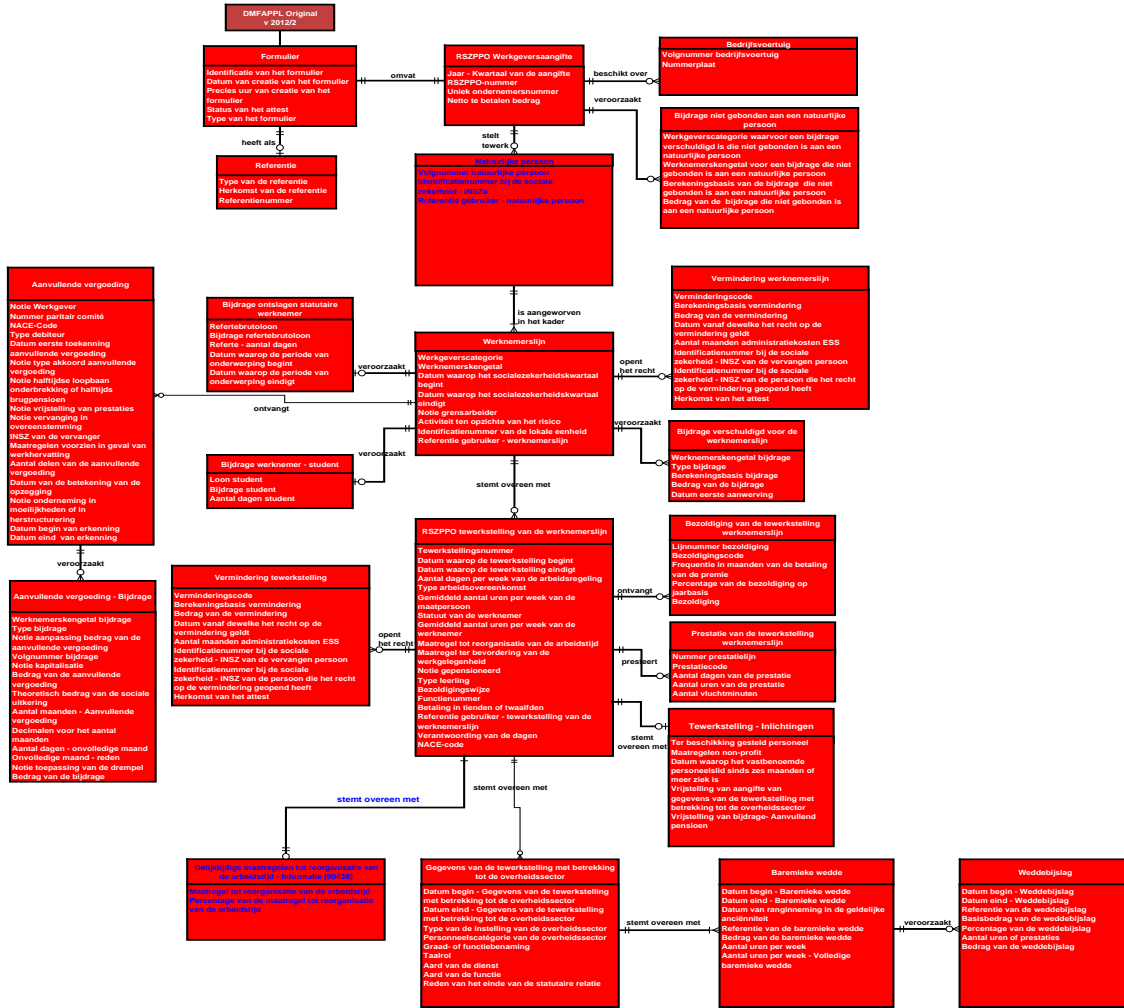 DMFAPPL Original
v 2012/2
Formulier
Identificatie van het formulier
Datum van creatie van het formulier
Precies uur van creatie van het
formulier
Status van het attest
Type van het formulier
omvat
RSZPPO Werkgeversaangifte
Jaar - Kwartaal van de aangifte
RSZPPO-nummer
Uniek ondernemersnummer
Netto te betalen bedrag
beschikt over
Bedrijfsvoertuig
Volgnummer bedrijfsvoertuig
Nummerplaat
veroorzaakt
Bijdrage niet gebonden aan een natuurlijke
persoon
Werkgeverscategorie waarvoor een bijdrage
verschuldigd is die niet gebonden is aan een
natuurlijke persoon
Werknemerskengetal voor een bijdrage die niet
gebonden is aan een natuurlijke persoon
Berekeningsbasis van de bijdrage  die niet
gebonden is aan een natuurlijke persoon
Bedrag van de  bijdrage die niet gebonden is
aan een natuurlijke persoon
heeft als
Referentie
Type van de referentie
Herkomst van de referentie
Referentienummer
stelt
tewerk
Natuurlijke persoon
Volgnummer natuurlijke persoon
Identificatienummer bij de sociale
zekerheid - INSZa
Referentie gebruiker - natuurlijke persoon
is aangeworven
in het kader
Aanvullende vergoeding
Notie Werkgever
Nummer paritair comité
NACE-Code
Type debiteur
Datum eerste toekenning
aanvullende vergoeding
Notie type akkoord aanvullende
vergoeding
Notie halftijdse loopbaan
onderbrekking of halftijds
brugpensioen
Notie vrijstelling van prestaties
Notie vervanging in
overeenstemming
INSZ van de vervanger
Maatregelen voorzien in geval van
werkhervatting
Aantal delen van de aanvullende
vergoeding
Datum van de betekening van de
opzegging
Notie onderneming in
moeilijkheden of in
herstructurering
Datum begin van erkenning
Datum eind  van erkenning
Bijdrage ontslagen statutaire
werknemer
Refertebrutoloon
Bijdrage refertebrutoloon
Referte - aantal dagen
Datum waarop de periode van
onderwerping begint
Datum waarop de periode van
onderwerping eindigt
veroorzaakt
ontvangt
Werknemerslijn
Werkgeverscategorie
Werknemerskengetal
Datum waarop het socialezekerheidskwartaal
begint
Datum waarop het socialezekerheidskwartaal
eindigt
Notie grensarbeider
Activiteit ten opzichte van het risico
Identificatienummer van de lokale eenheid
Referentie gebruiker - werknemerslijn
opent
het recht
Vermindering werknemerslijn
Verminderingscode
Berekeningsbasis vermindering
Bedrag van de vermindering
Datum vanaf dewelke het recht op de
vermindering geldt
Aantal maanden administratiekosten ESS
Identificatienummer bij de sociale
zekerheid - INSZ van de vervangen persoon
Identificatienummer bij de sociale
zekerheid - INSZ van de persoon die het recht
op de vermindering geopend heeft
Herkomst van het attest
veroorzaakt
Bijdrage verschuldigd voor de
werknemerslijn
Werknemerskengetal bijdrage
Type bijdrage
Berekeningsbasis bijdrage
Bedrag van de bijdrage
Datum eerste aanwerving
veroorzaakt
Bijdrage werknemer - student
Loon student
Bijdrage student
Aantal dagen student
stemt overeen met
RSZPPO tewerkstelling van de werknemerslijn
Tewerkstellingsnummer
Datum waarop de tewerkstelling begint
Datum waarop de tewerkstelling eindigt
Aantal dagen per week van de arbeidsregeling
Type arbeidsovereenkomst
Gemiddeld aantal uren per week van de
maatpersoon
Statuut van de werknemer
Gemiddeld aantal uren per week van de
werknemer
Maatregel tot reorganisatie van de arbeidstijd
Maatregel ter bevordering van de
werkgelegenheid
Notie gepensioneerd
Type leerling
Bezoldigingswijze
Functienummer
Betaling in tienden of twaalfden
Referentie gebruiker - tewerkstelling van de
werknemerslijn
Verantwoording van de dagen
NACE-code
ontvangt
Bezoldiging van de tewerkstelling
werknemerslijn
Lijnnummer bezoldiging
Bezoldigingscode
Frequentie in maanden van de betaling
van de premie
Percentage van de bezoldiging op
jaarbasis
Bezoldiging
presteert
Prestatie van de tewerkstelling
werknemerslijn
Nummer prestatielijn
Prestatiecode
Aantal dagen van de prestatie
Aantal uren van de prestatie
Aantal vluchtminuten
stemt
overeen met
Tewerkstelling - Inlichtingen
Ter beschikking gesteld personeel
Maatregelen non-profit
Datum waarop het vastbenoemde
personeelslid sinds zes maanden of
meer ziek is
Vrijstelling van aangifte van
gegevens van de tewerkstelling met
betrekking tot de overheidssector
Vrijstelling van bijdrage- Aanvullend
pensioen
veroorzaakt
Aanvullende vergoeding - Bijdrage
Werknemerskengetal bijdrage
Type bijdrage
Notie aanpassing bedrag van de
aanvullende vergoeding
Volgnummer bijdrage
Notie kapitalisatie
Bedrag van de aanvullende
vergoeding
Theoretisch bedrag van de sociale
uitkering
Aantal maanden - Aanvullende
vergoeding
Decimalen voor het aantal
maanden
Aantal dagen - onvolledige maand
Onvolledige maand - reden
Notie toepassing van de drempel
Bedrag van de bijdrage
Vermindering tewerkstelling
Verminderingscode
Berekeningsbasis vermindering
Bedrag van de vermindering
Datum vanaf dewelke het recht op de
vermindering geldt
Aantal maanden administratiekosten ESS
Identificatienummer bij de sociale
zekerheid - INSZ van de vervangen persoon
Identificatienummer bij de sociale
zekerheid - INSZ van de persoon die het recht
op de vermindering geopend heeft
Herkomst van het attest
opent
het recht
stemt overeen met
stemt overeen met
Gelijktijdige maatregelen tot reorganisatie van
de arbeidstijd - Informatie (90438)
Maatregel tot reorganisatie van de arbeidstijd
Percentage van de maatregel tot reorganisatie
van de arbeidstijd
Gegevens van de tewerkstelling met betrekking
tot de overheidssector
Datum begin - Gegevens van de tewerkstelling
met betrekking tot de overheidssector
Datum eind - Gegevens van de tewerkstelling
met betrekking tot de overheidssector
Type van de instelling van de overheidssector
Personneelscatégorie van de overheidssector
Graad- of functiebenaming
Taalrol
Aard van de dienst
Aard van de functie
Reden van het einde van de statutaire relatie
stemt overeen met
Baremieke wedde
Datum begin - Baremieke wedde
Datum eind - Baremieke wedde
Datum van ranginneming in de geldelijke
anciënniteit
Referentie van de baremieke wedde
Bedrag van de baremieke wedde
Aantal uren per week
Aantal uren per week - Volledige
baremieke wedde
veroorzaakt
Weddebijslag
Datum begin - Weddebijslag
Datum eind - Weddebijslag
Referentie van de weddebijslag
Basisbedrag van de weddebijslag
Percentage van de weddebijslag
Aantal uren of prestaties
Bedrag van de weddebijslag